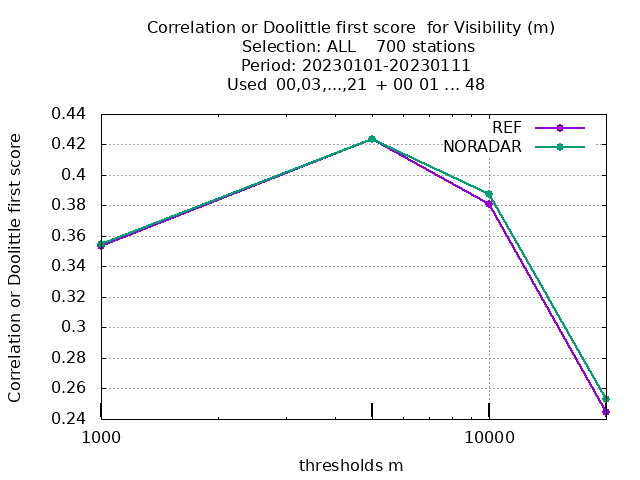 Correlation or Doolittle first score  for Visibility (m)
Selection: ALL    700 stations
Period: 20230101-20230111
Used  00,03,...,21  + 00 01 ... 48
Correlation or Doolittle first score
0.44
0.42
0.4
0.38
0.36
0.34
0.32
0.3
0.28
0.26
0.24
REF
NORADAR
1000
10000
thresholds m